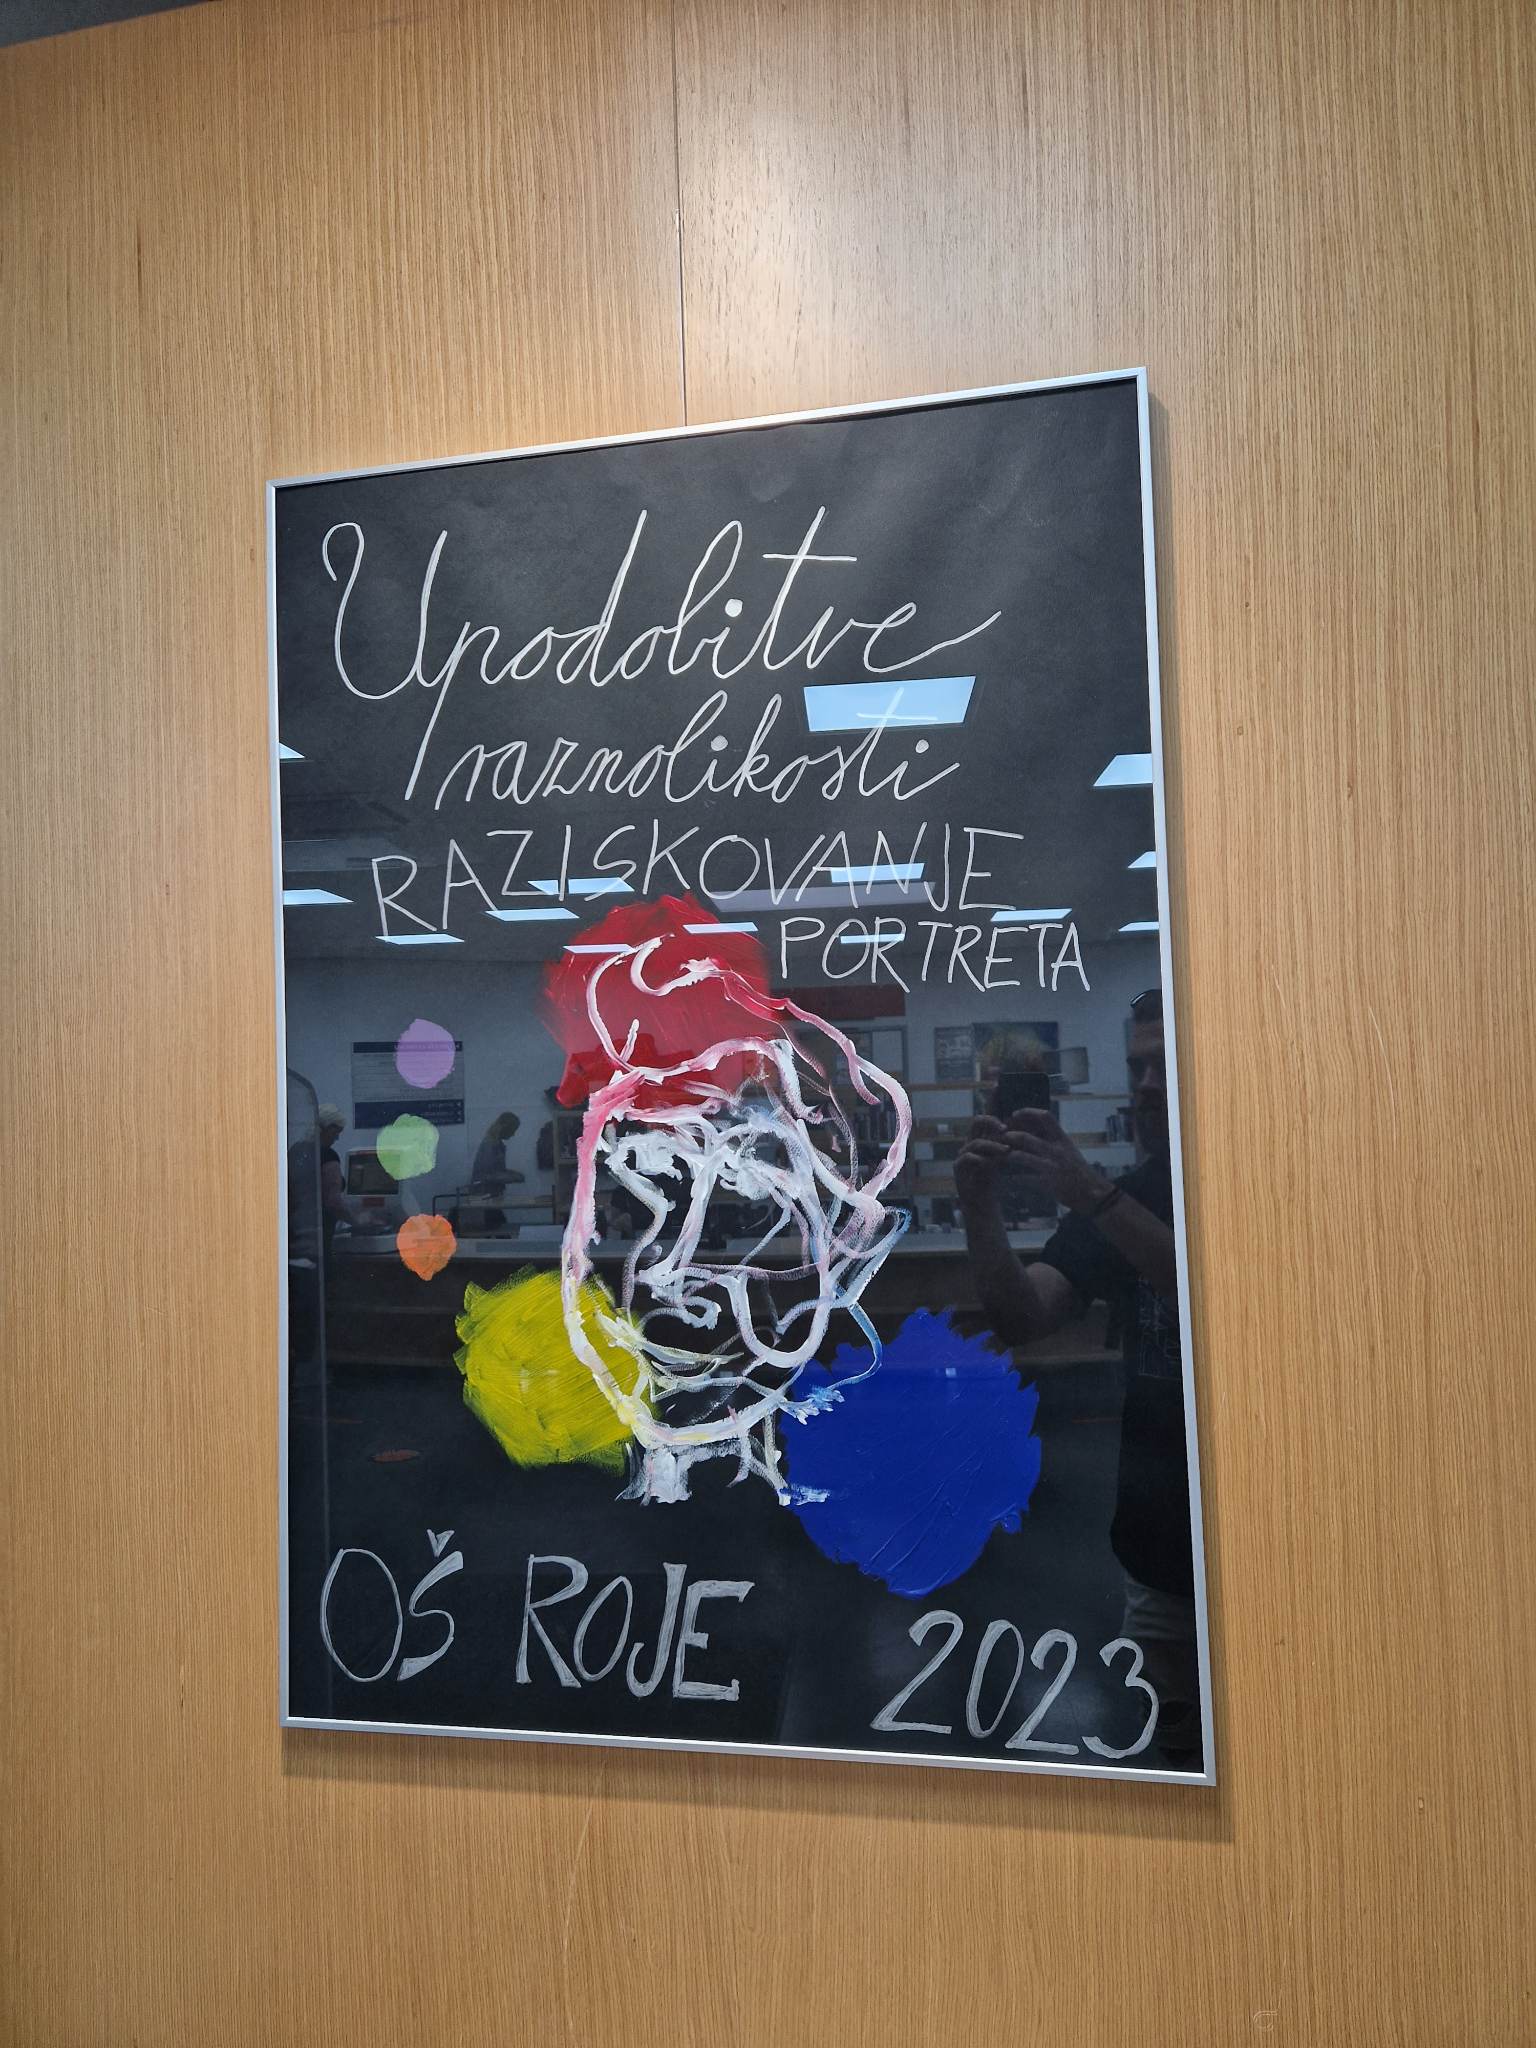 Upodobitve
raznolikosti
RAZISKOVANJE
PORTRETA
OŠ ROJE
2023